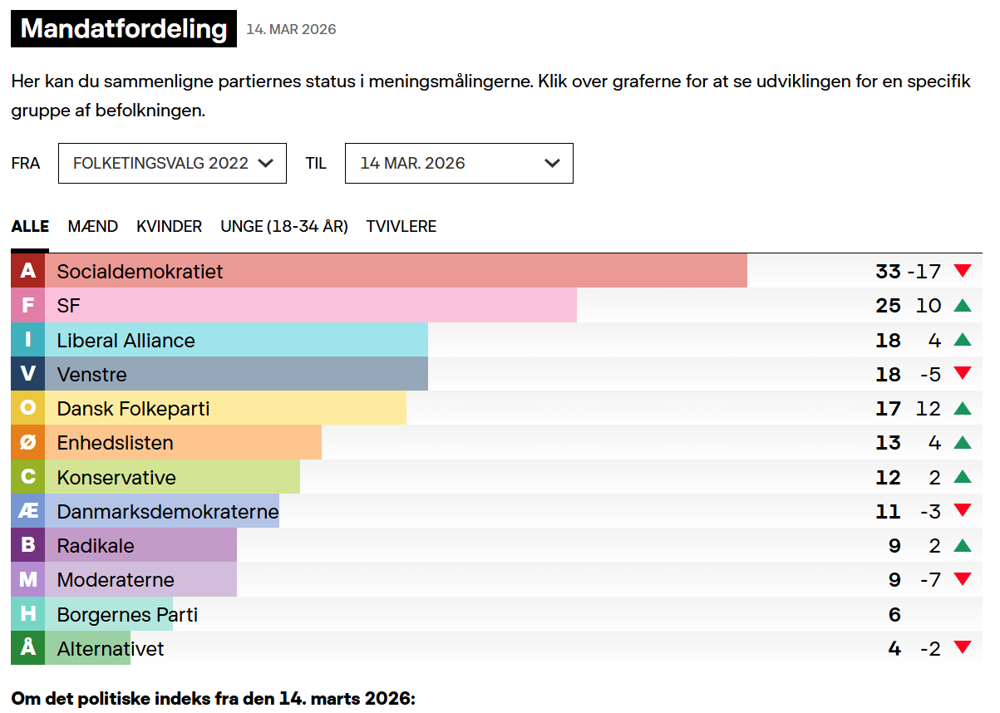 Mandatfordeling 14. MAR 2026
Her kan du sammenligne partiernes status i meningsmålingerne. Klik over graferne for at se udviklingen for en specifik
gruppe af befolkningen.
FRA FOLKETINGSVALG 2022 TIL 14 MAR. 2026
ALLE MÆND KVINDER UNGE (18-34 ÅR) TVIVLERE
A Socialdemokratiet 33 -17
F SF 25 10
I Liberal Alliance 18 4
V Venstre 18 -5
O Dansk Folkeparti 17 12
Ø Enhedslisten 13 4
C Konservative 12 2
Æ Danmarksdemokraterne 11 -3
B Radikale 9 2
M Moderaterne 9 -7
H Borgernes Parti 6
Å Alternativet 4 -2
Om det politiske indeks fra den 14. marts 2026: